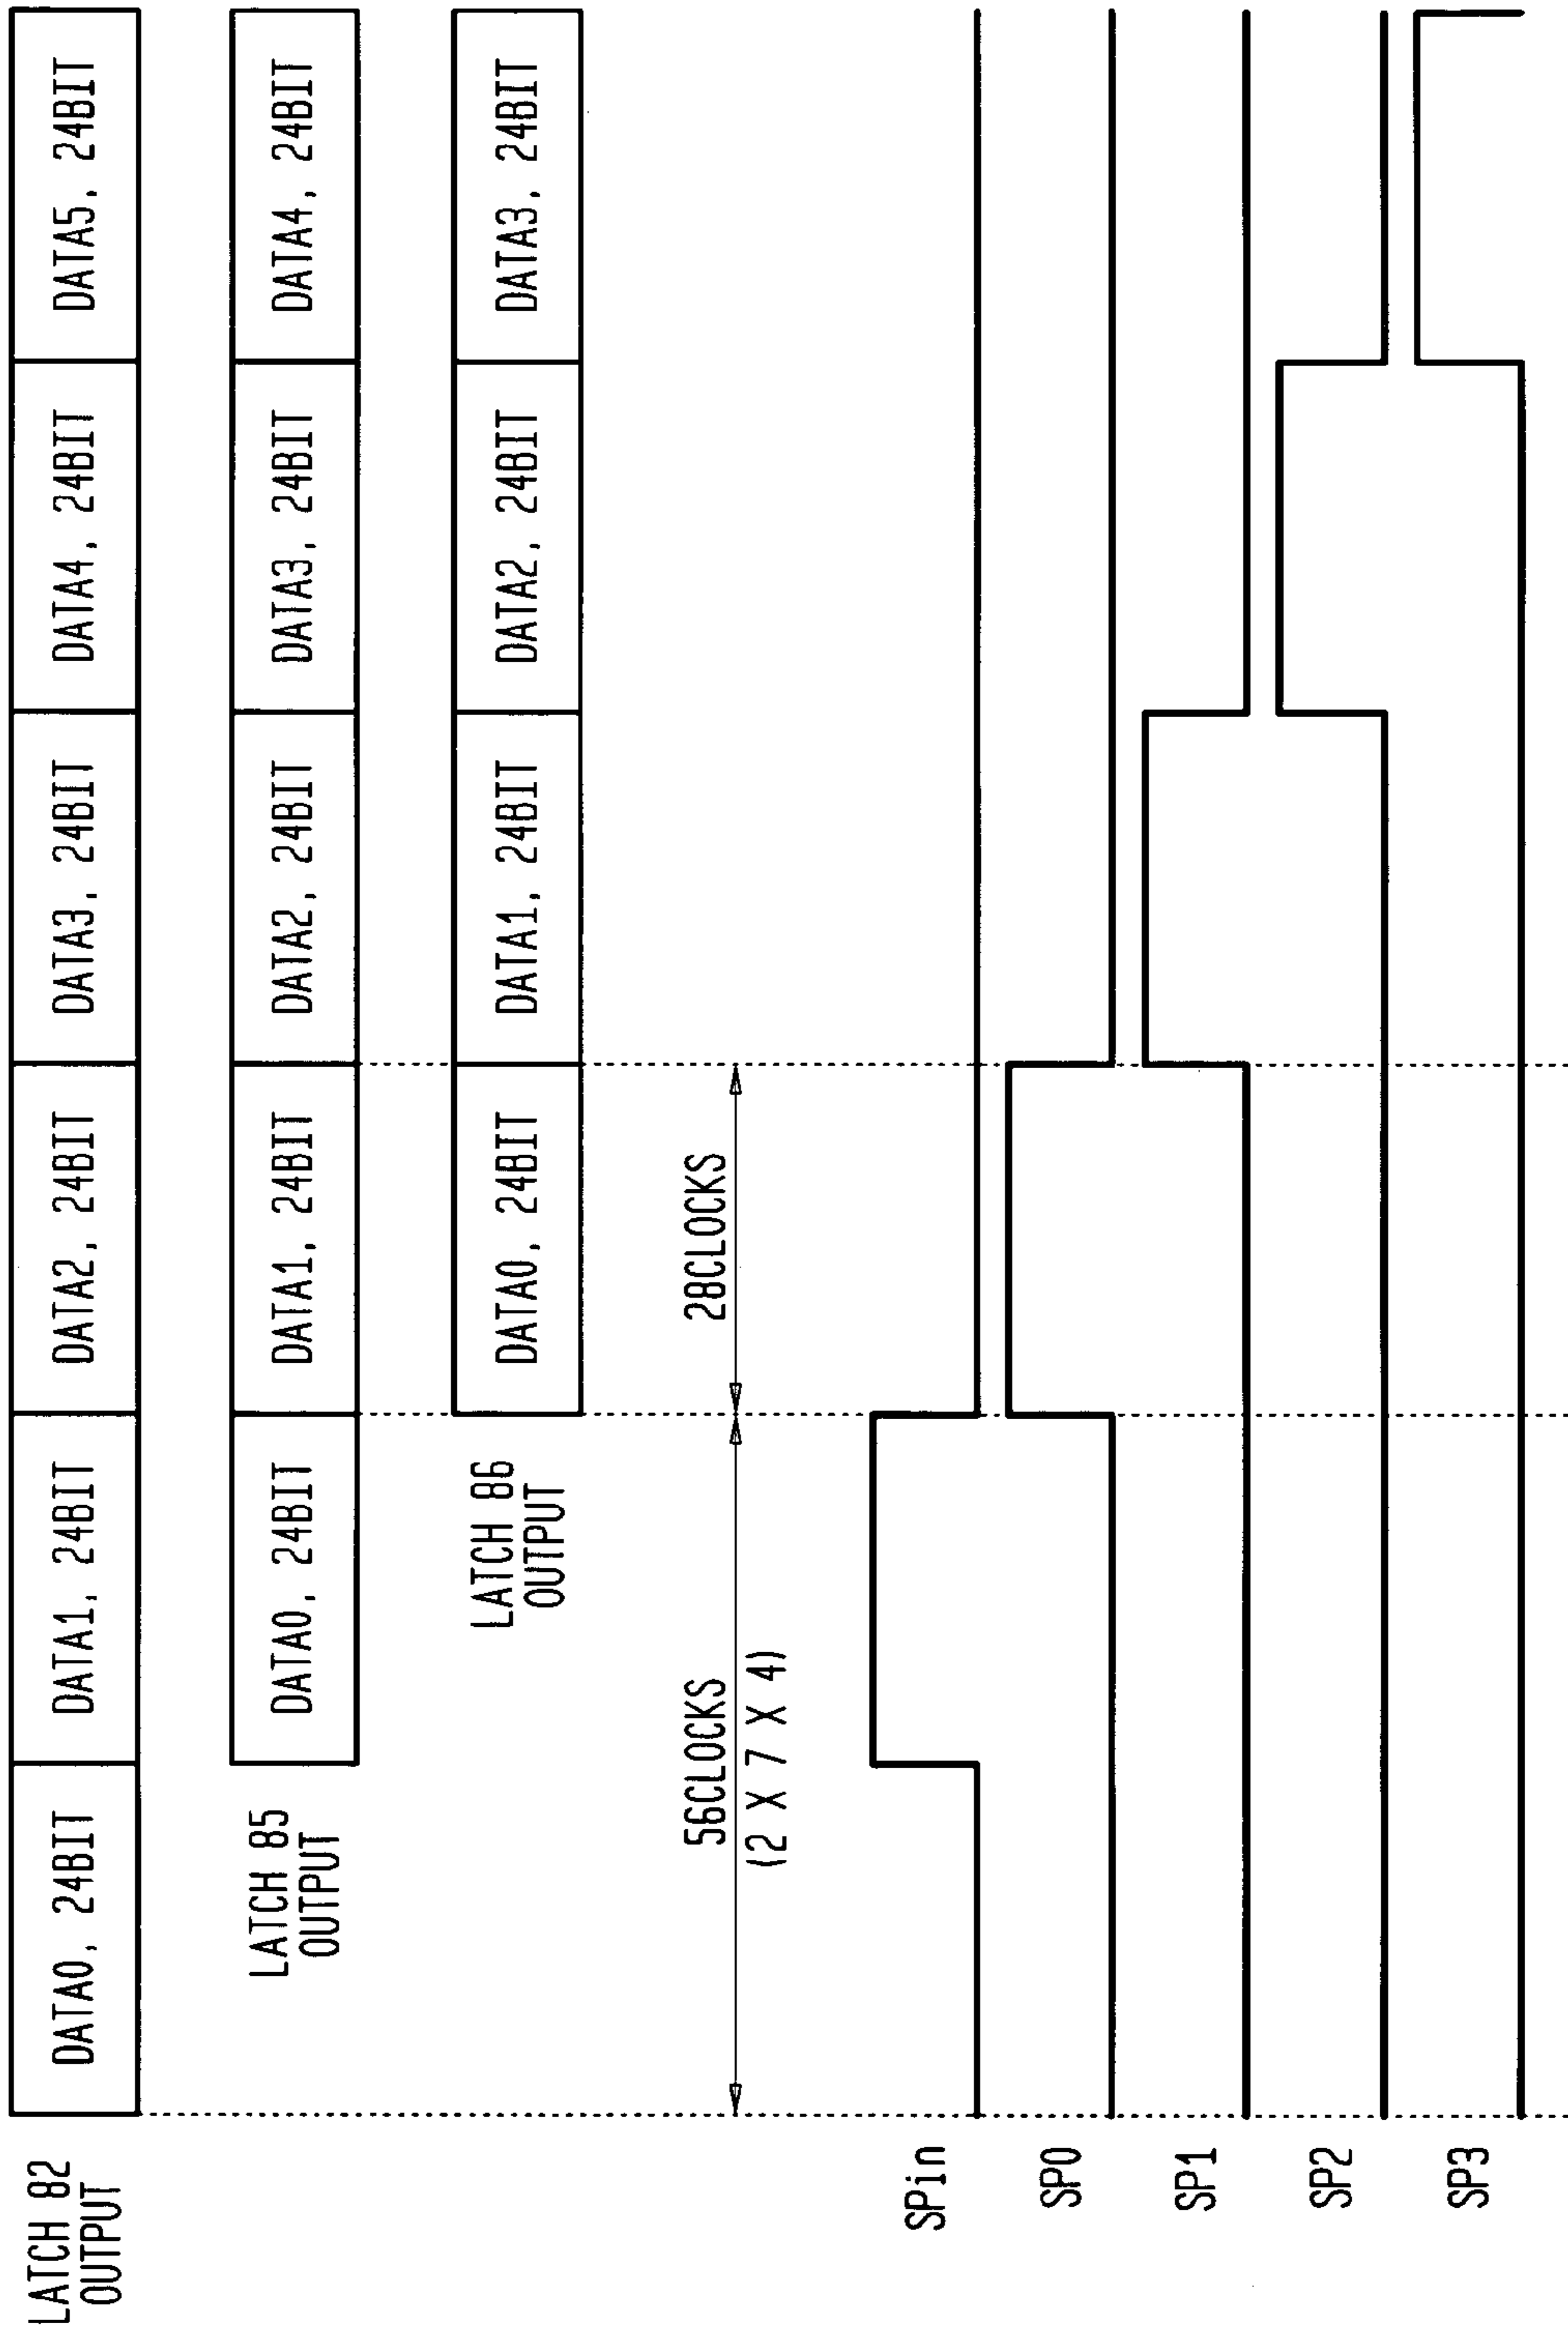 LATCH 82
OUTPUT
DATA0, 24BIT
DATA1, 24BIT
DATA2, 24BIT
DATA3, 24BIT
DATA4, 24BIT
DATA5, 24BIT
LATCH 85
OUTPUT
DATA0, 24BIT
DATA1, 24BIT
DATA2, 24BIT
DATA3, 24BIT
DATA4, 24BIT
LATCH 86
OUTPUT
DATA0, 24BIT
DATA1, 24BIT
DATA2, 24BIT
DATA3, 24BIT
56CLOCKS
(2 X 7 X 4)
28CLOCKS
SPin
SP0
SP1
SP2
SP3